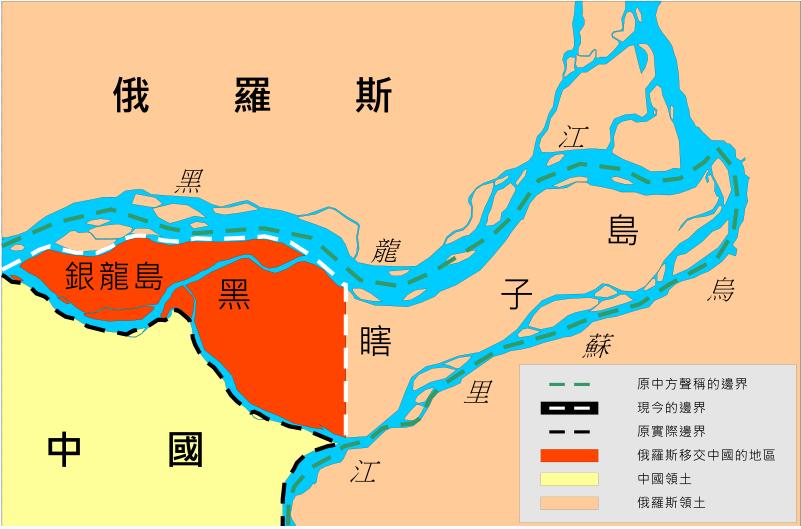 俄羅斯
黑龍江
銀龍島
黑瞎子島
烏蘇里江
中國
原中方聲稱的邊界
現今的邊界
原實際邊界
俄羅斯移交中國的地區
中國領土
俄羅斯領土